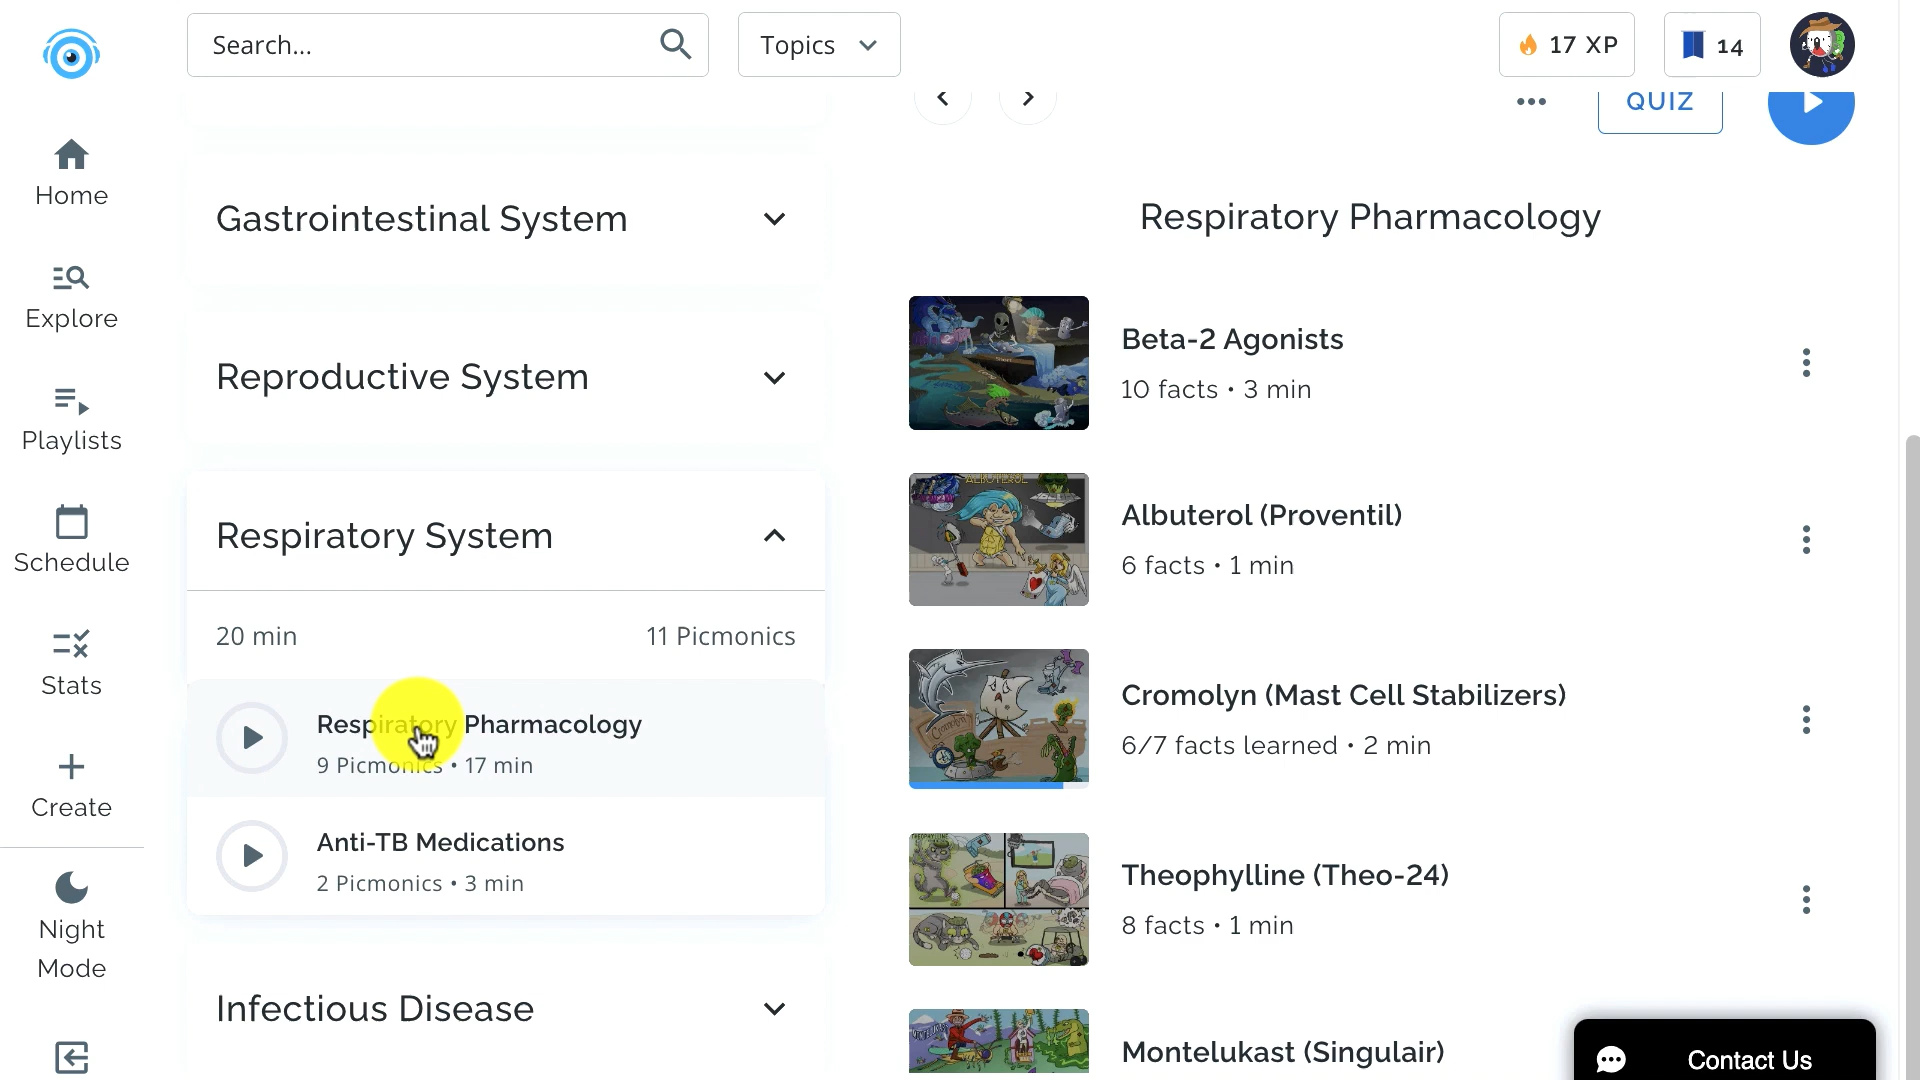 Search...
Topics
17 XP
14
Home
Explore
Playlists
Schedule
Stats
Create
Night
Mode
Gastrointestinal System
Reproductive System
Respiratory System
20 min
11 Picmonics
Respiratory Pharmacology
9 Picmonics • 17 min
Anti-TB Medications
2 Picmonics • 3 min
Infectious Disease
QUIZ
Respiratory Pharmacology
Beta-2 Agonists
10 facts • 3 min
ALBUTEROL
Albuterol (Proventil)
6 facts • 1 min
Cromolyn (Mast Cell Stabilizers)
6/7 facts learned • 2 min
THEOPHYLLINE
Theophylline (Theo-24)
8 facts • 1 min
Montelukast (Singulair)
Contact Us